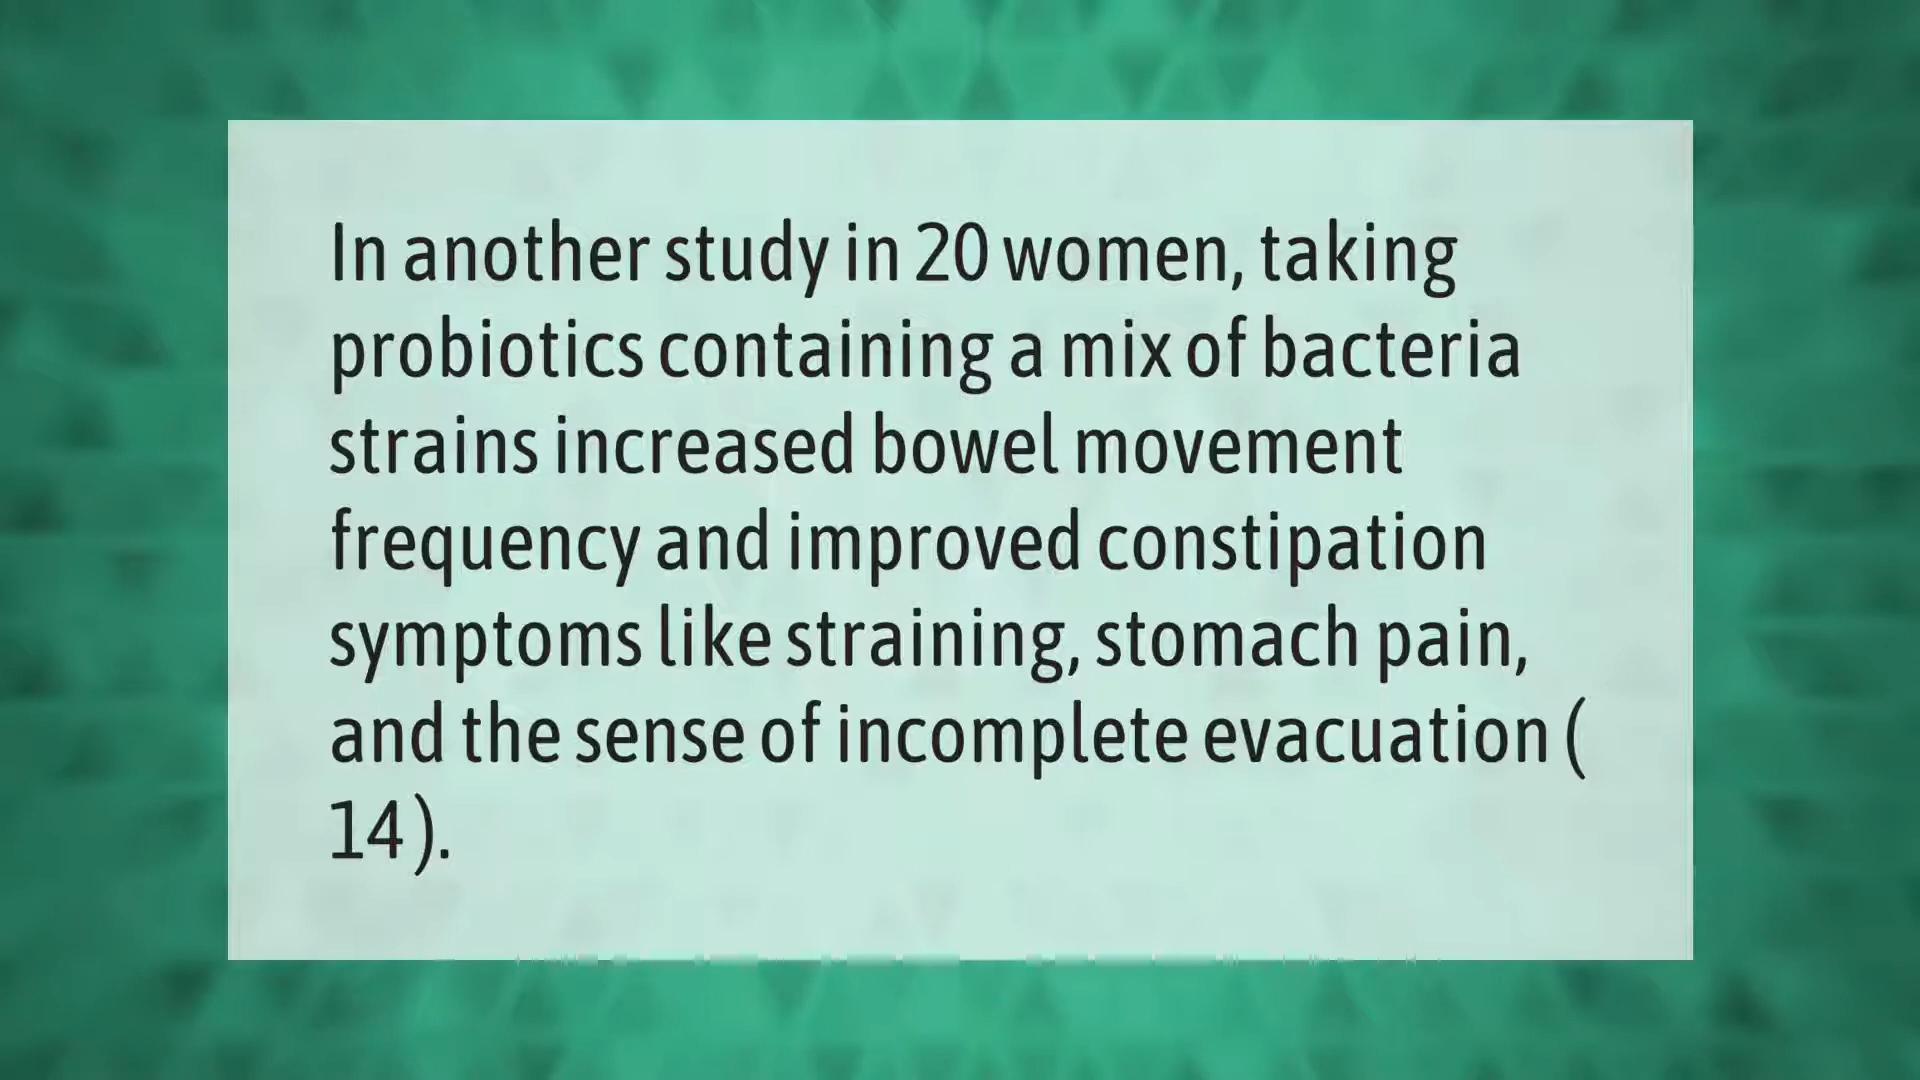 In another study in 20 women, taking
probiotics containing a mix of bacteria
strains increased bowel movement
frequency and improved constipation
symptoms like straining, stomach pain,
and the sense of incomplete evacuation (
14 ).